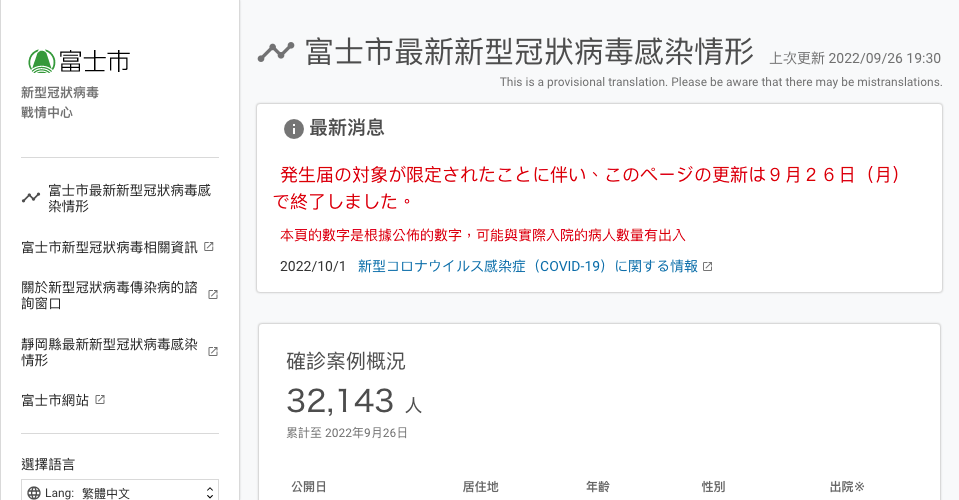 富士市
新型冠狀病毒
戰情中心
富士市最新新型冠狀病毒感
染情形
富士市新型冠狀病毒相關資訊
關於新型冠狀病毒傳染病的諮
詢窗口
靜岡縣最新新型冠狀病毒感染
情形
富士市網站
選擇語言
Lang: 繁體中文
富士市最新新型冠狀病毒感染情形 上次更新 2022/09/26 19:30
This is a provisional translation. Please be aware that there may be mistranslations.
最新消息
発生届の対象が限定されたことに伴い、このページの更新は９月２６日（月）
で終了しました。
本頁的數字是根據公佈的數字，可能與實際入院的病人數量有出入
2022/10/1 新型コロナウイルス感染症（COVID-19）に関する情報
確診案例概況
32,143 人
累計至 2022年9月26日
公開日 居住地 年齡 性別 出院※